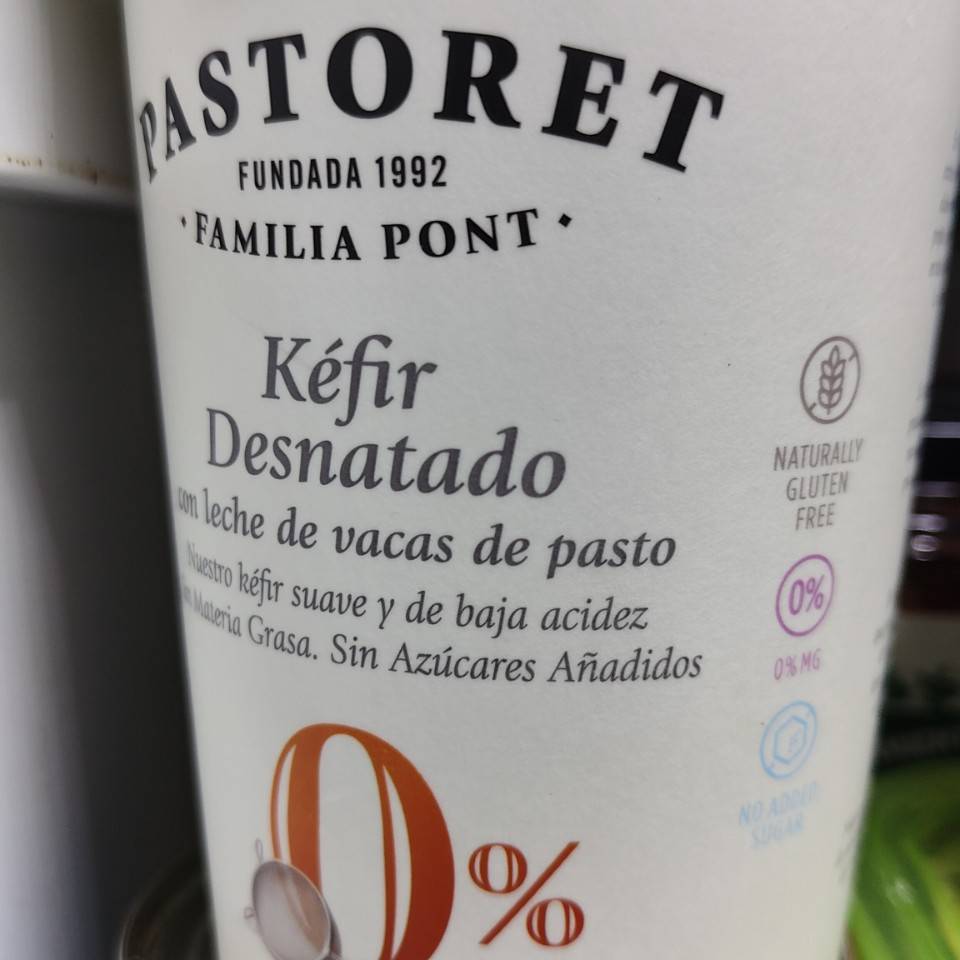 PASTORET
FUNDADA 1992
· FAMILIA PONT ·
Kéfir
Desnatado
con leche de vacas de pasto
Nuestro kéfir suave y de baja acidez
Materia Grasa. Sin Azúcares Añadidos
0%
NATURALLY
GLUTEN
FREE
0%
0% MG
NO ADDED
SUGAR